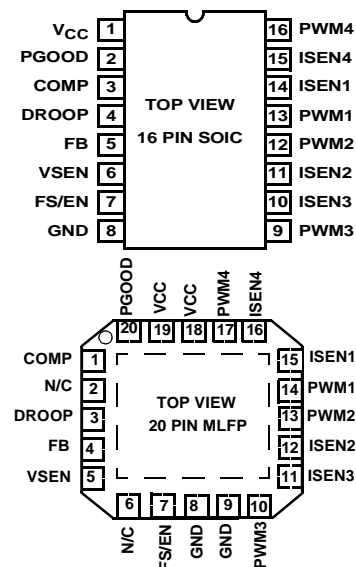 VCC 1 16 PWM4
PGOOD 2 15 ISEN4
COMP 3 14 ISEN1
DROOP 4 13 PWM1
FB 5 12 PWM2
VSEN 6 11 ISEN2
FS/EN 7 10 ISEN3
GND 8 9 PWM3
TOP VIEW
16 PIN SOIC
PGOOD VCC VCC PWM4 ISEN4
20 19 18 17 16
COMP 1 15 ISEN1
N/C 2 14 PWM1
DROOP 3 13 PWM2
FB 4 12 ISEN2
VSEN 5 11 ISEN3
TOP VIEW
20 PIN MLFP
6 7 8 9 10
N/C FS/EN GND GND PWM3